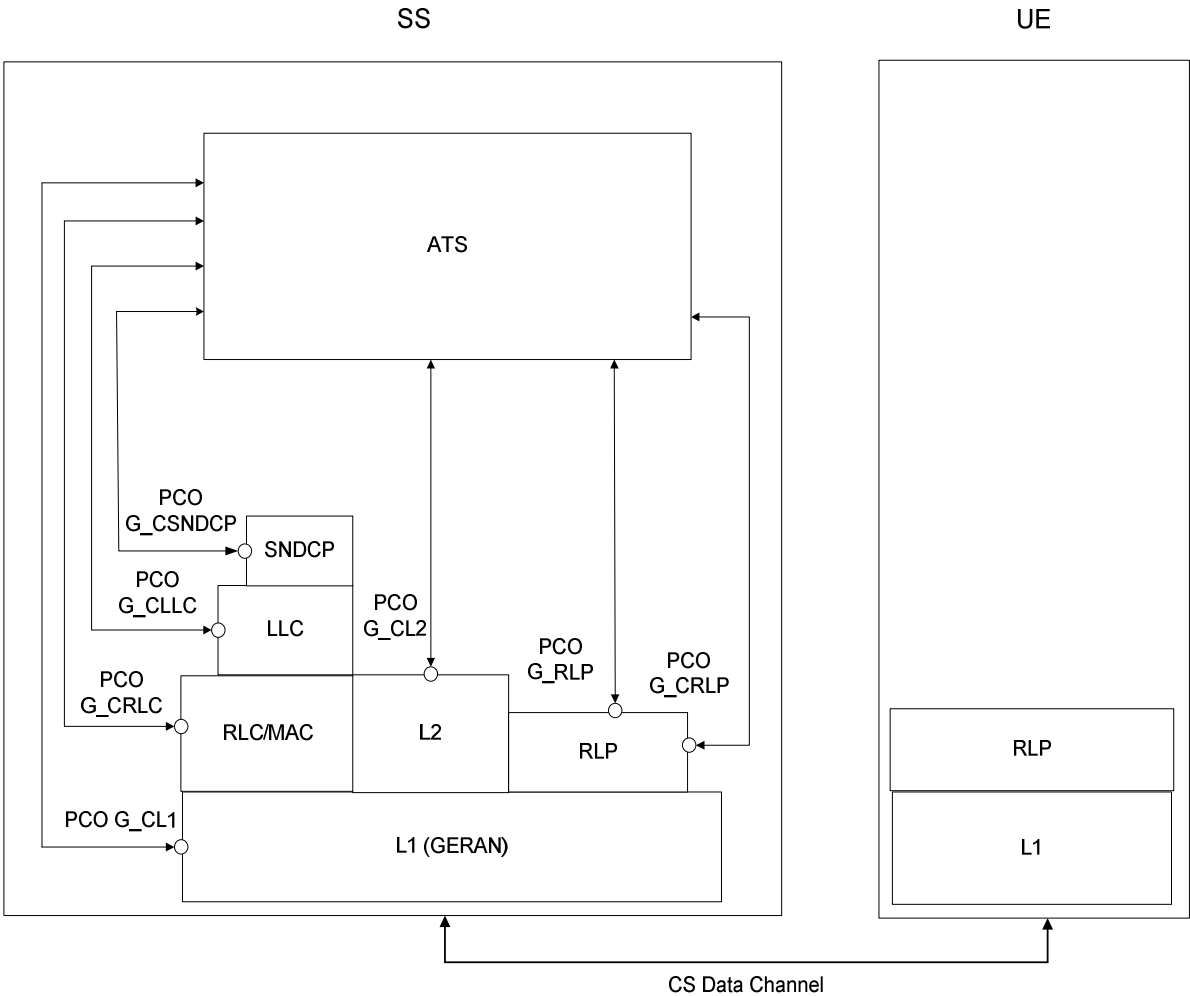 SS
UE
ATS
PCO
G_CSNDCP
SNDCP
PCO
G_CLLC
LLC
PCO
G_CL2
PCO
G_RLP
PCO
G_CRLP
PCO
G_CRLC
RLC/MAC
L2
RLP
RLP
PCO G_CL1
L1 (GERAN)
L1
CS Data Channel